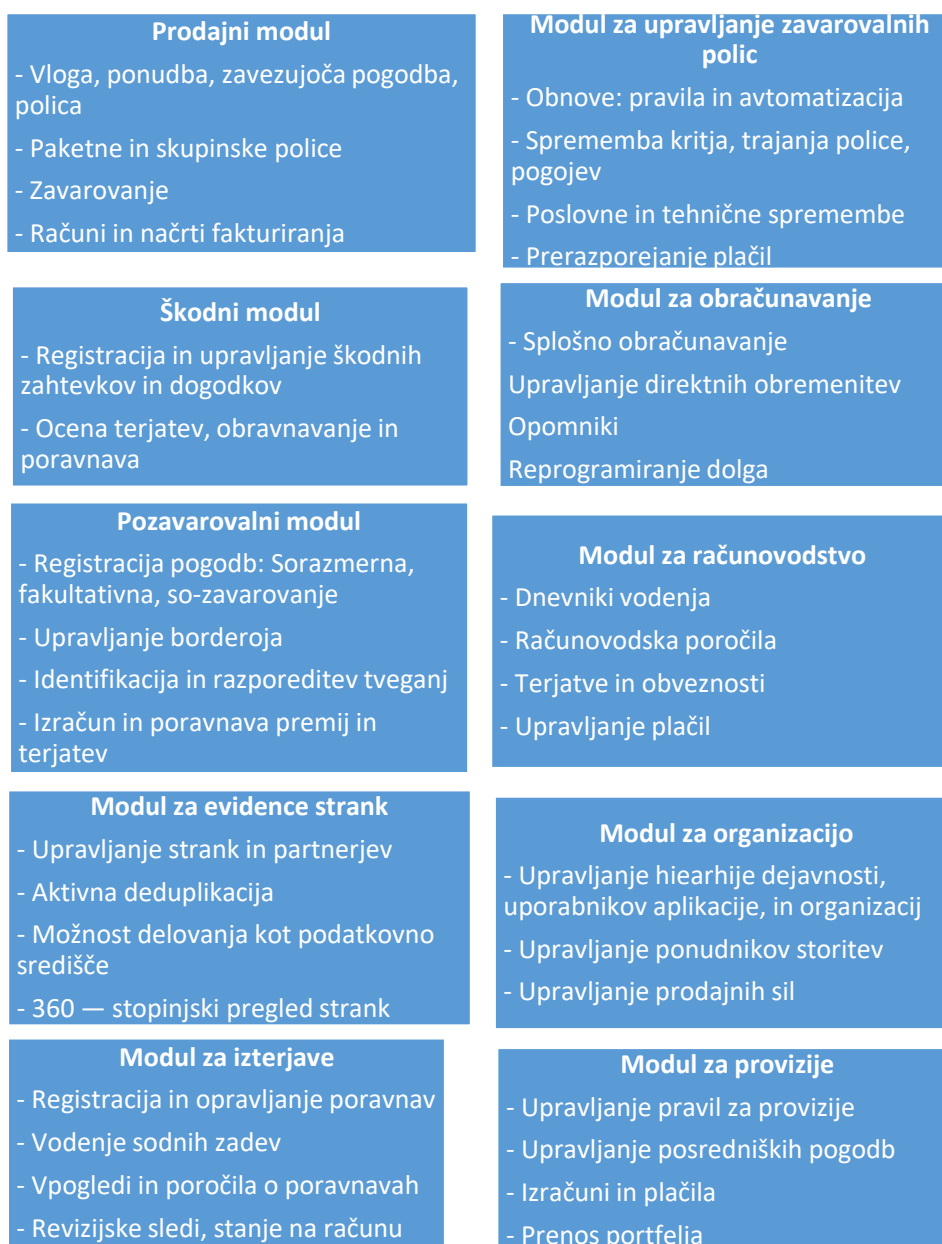 Prodajni modul
- Vloga, ponudba, zavezujoča pogodba,
polica
- Paketne in skupinske police
- Zavarovanje
- Računi in načrti fakturiranja
Modul za upravljanje zavarovalnih
polic
- Obnove: pravila in avtomatizacija
- Sprememba kritja, trajanja police,
pogojev
- Poslovne in tehnične spremembe
- Prerazporejanje plačil
Škodni modul
- Registracija in upravljanje škodnih
zahtevkov in dogodkov
- Ocena terjatev, obravnavanje in
poravnava
Modul za obračunavanje
- Splošno obračunavanje
Upravljanje direktnih obremenitev
Opomniki
Reprogramiranje dolga
Pozavarovalni modul
- Registracija pogodb: Sorazmerna,
fakultativna, so-zavarovanje
- Upravljanje borderoja
- Identifikacija in razporeditev tveganj
- Izračun in poravnava premij in
terjatev
Modul za računovodstvo
- Dnevniki vodenja
- Računovodska poročila
- Terjatve in obveznosti
- Upravljanje plačil
Modul za evidence strank
- Upravljanje strank in partnerjev
- Aktivna deduplikacija
- Možnost delovanja kot podatkovno
središče
- 360 — stopinjski pregled strank
Modul za organizacijo
- Upravljanje hiearhije dejavnosti,
uporabnikov aplikacije, in organizacij
- Upravljanje ponudnikov storitev
- Upravljanje prodajnih sil
Modul za izterjave
- Registracija in opravljanje poravnav
- Vodenje sodnih zadev
- Vpogledi in poročila o poravnavah
- Revizijske sledi, stanje na računu
Modul za provizije
- Upravljanje pravil za provizije
- Upravljanje posredniških pogodb
- Izračuni in plačila
- Prenos portfelja